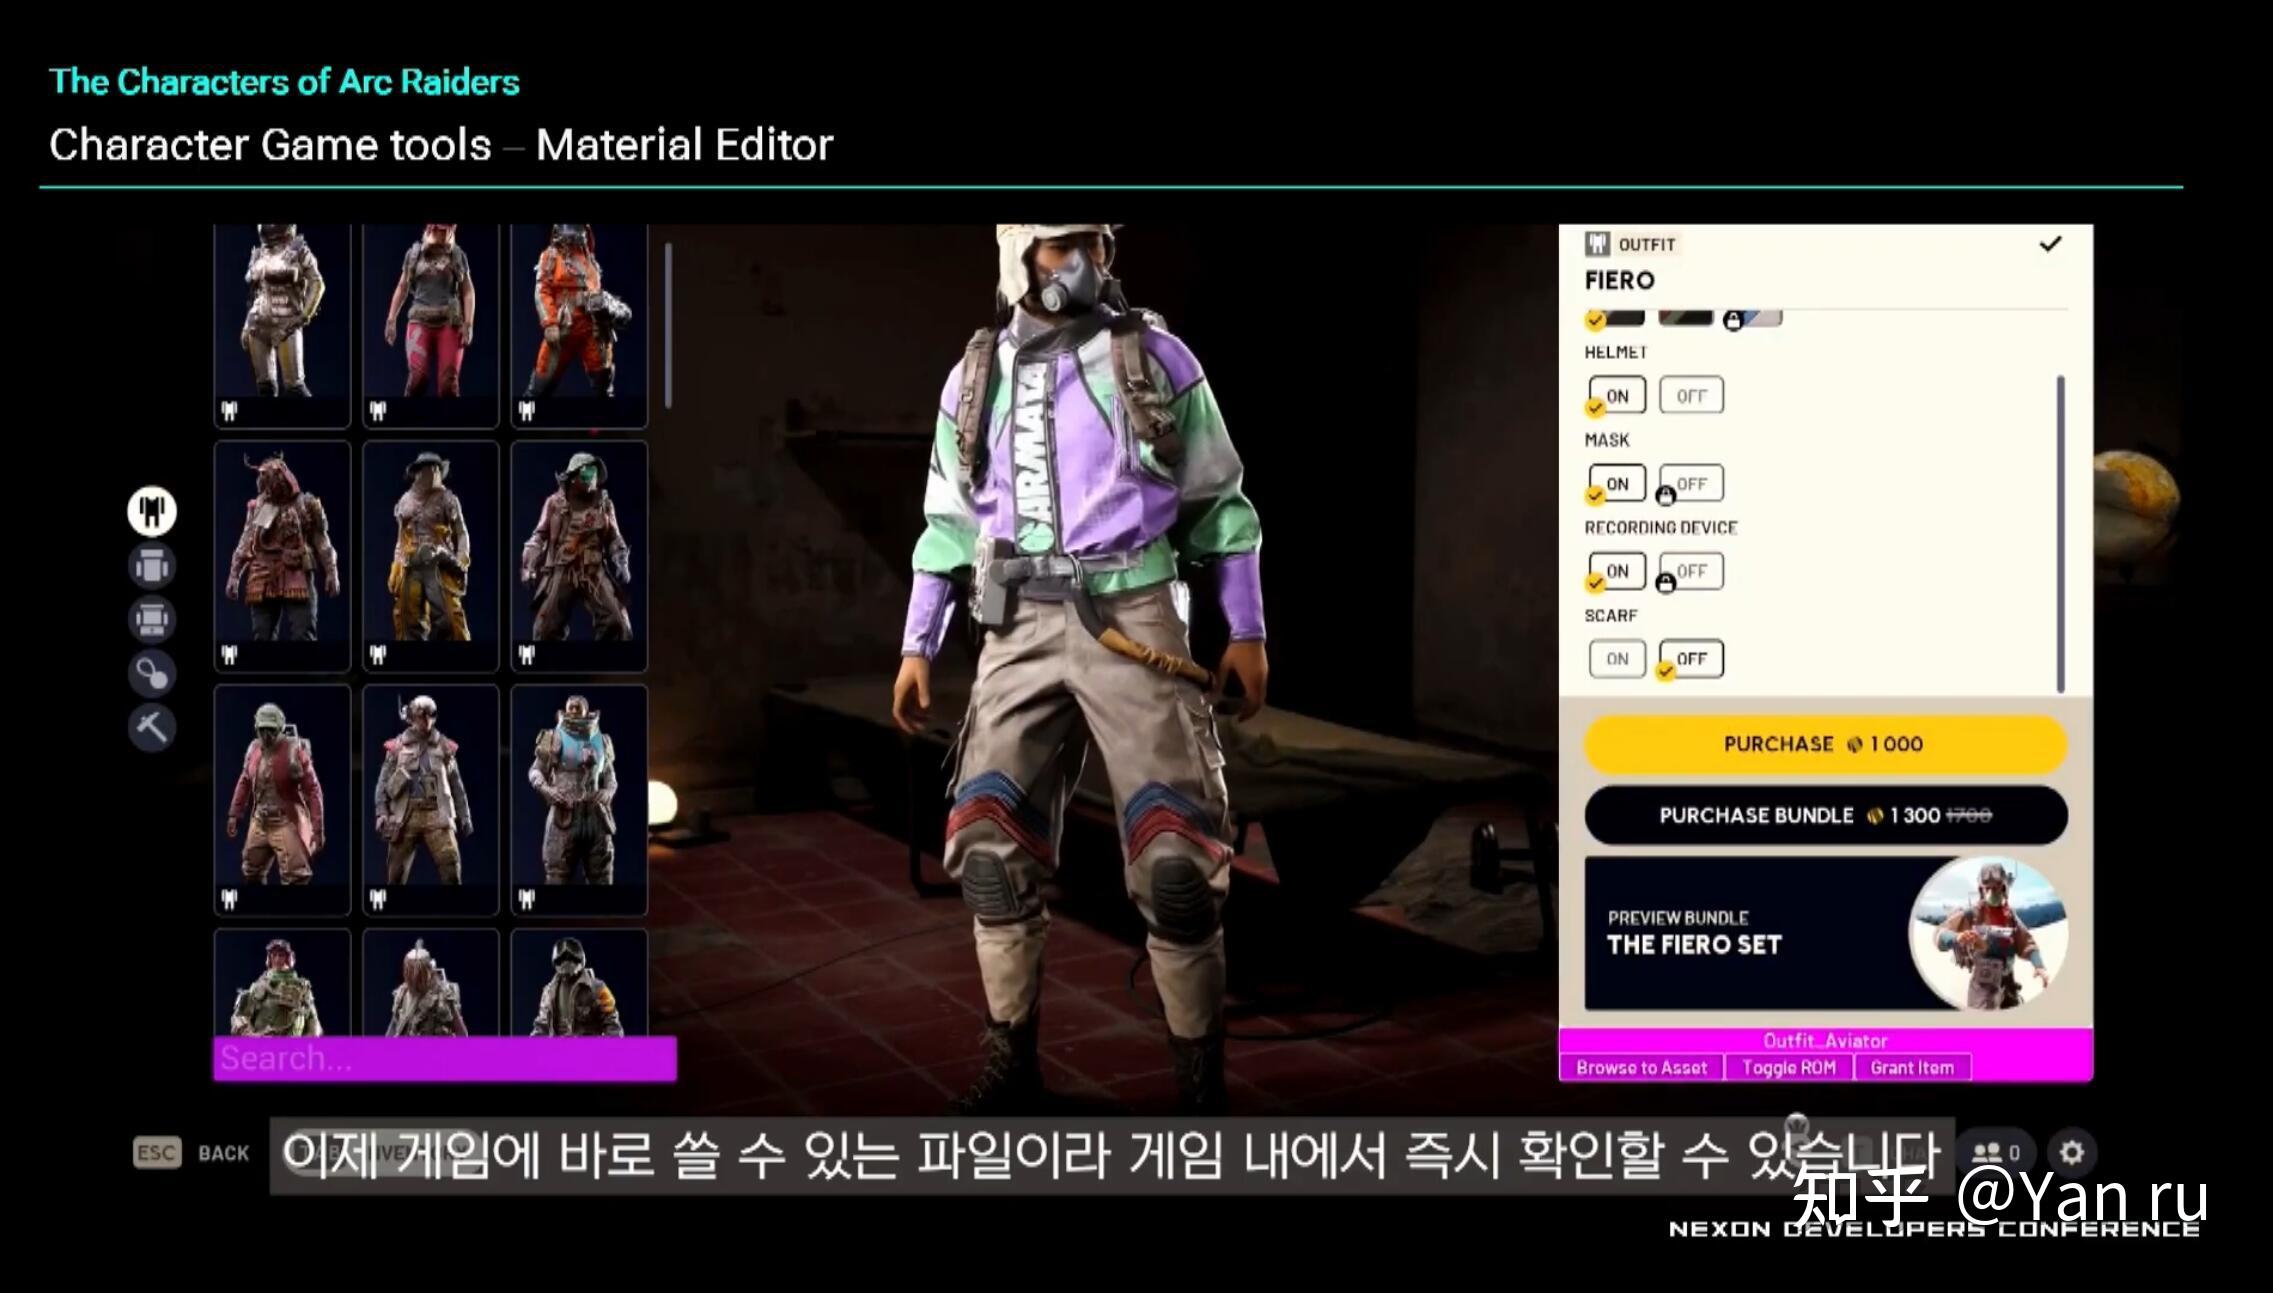 The Characters of Arc Raiders
Character Game tools – Material Editor
OUTFIT
FIERO
HELMET
ON OFF
MASK
ON OFF
RECORDING DEVICE
ON OFF
SCARF
ON OFF
PURCHASE 1 000
PURCHASE BUNDLE 1 300 1700
PREVIEW BUNDLE
THE FIERO SET
Outfit_Aviator
Browse to Asset Toggle ROM Grant Item
Search...
ESC BACK
이제 게임에 바로 쓸 수 있는 파일이라 게임 내에서 즉시 확인할 수 있습니다
0
知乎 @Yan ru
NEXON DEVELOPERS CONFERENCE